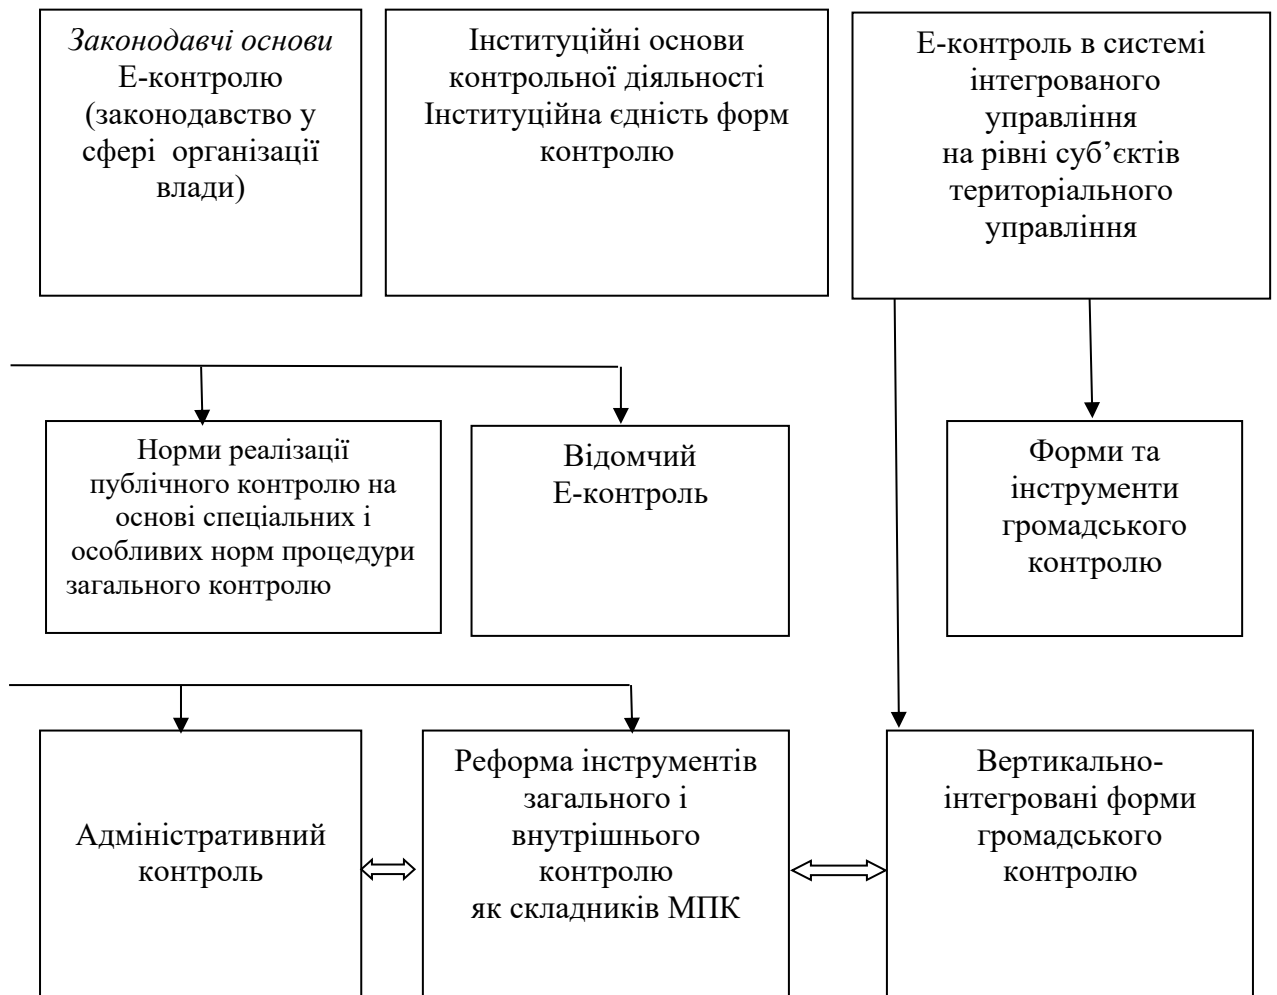 Законодавчі основи
Е-контролю
(законодавство у
сфері організації
влади)
Інституційні основи
контрольної діяльності
Інституційна єдність форм
контролю
Е-контроль в системі
інтегрованого
управління
на рівні суб’єктів
територіального
управління
Норми реалізації
публічного контролю на
основі спеціальних і
особливих норм процедури
загального контролю
Відомчий
Е-контроль
Форми та
інструменти
громадського
контролю
Адміністративний
контроль
Реформа інструментів
загального і
внутрішнього
контролю
як складників МПК
Вертикально-
інтегровані форми
громадського
контролю